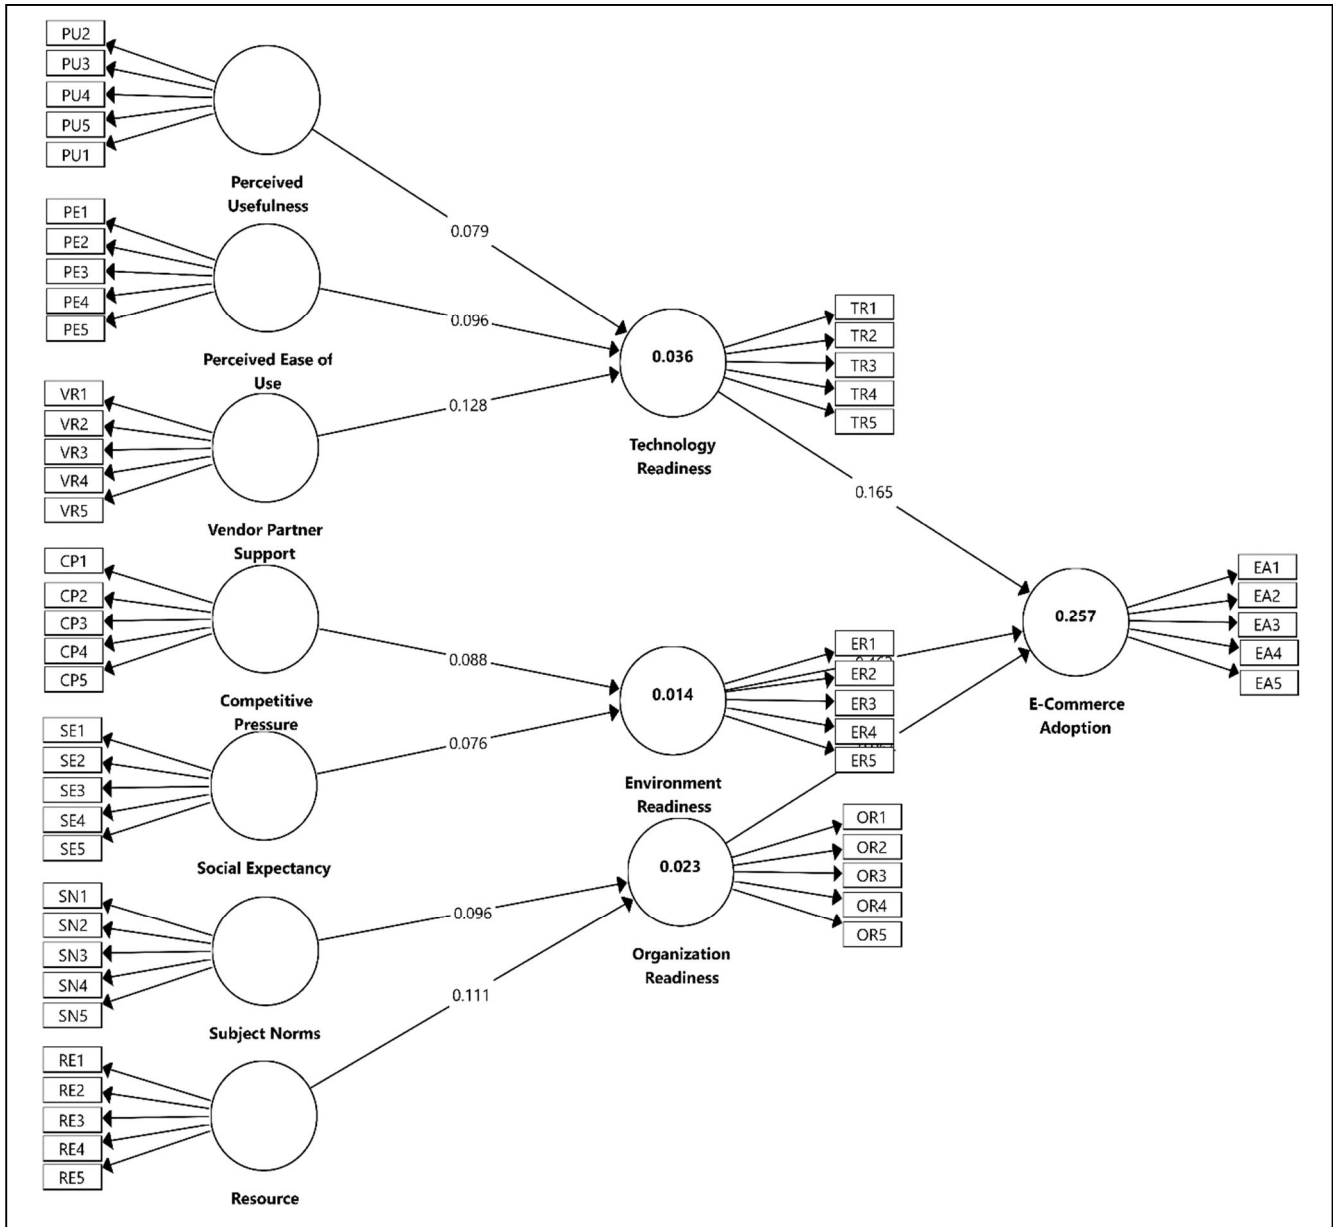 PU2
PU3
PU4
PU5
PU1
Perceived
Usefulness
0.079
PE1
PE2
PE3
PE4
PE5
Perceived Ease of
Use
0.096
VR1
VR2
VR3
VR4
VR5
Vendor Partner
Support
0.128
0.036
Technology
Readiness
TR1
TR2
TR3
TR4
TR5
0.165
CP1
CP2
CP3
CP4
CP5
Competitive
Pressure
0.088
SE1
SE2
SE3
SE4
SE5
Social Expectancy
0.076
0.014
Environment
Readiness
ER1
ER2
ER3
ER4
ER5
0.257
E-Commerce
Adoption
EA1
EA2
EA3
EA4
EA5
SN1
SN2
SN3
SN4
SN5
Subject Norms
0.096
RE1
RE2
RE3
RE4
RE5
Resource
0.111
0.023
Organization
Readiness
OR1
OR2
OR3
OR4
OR5